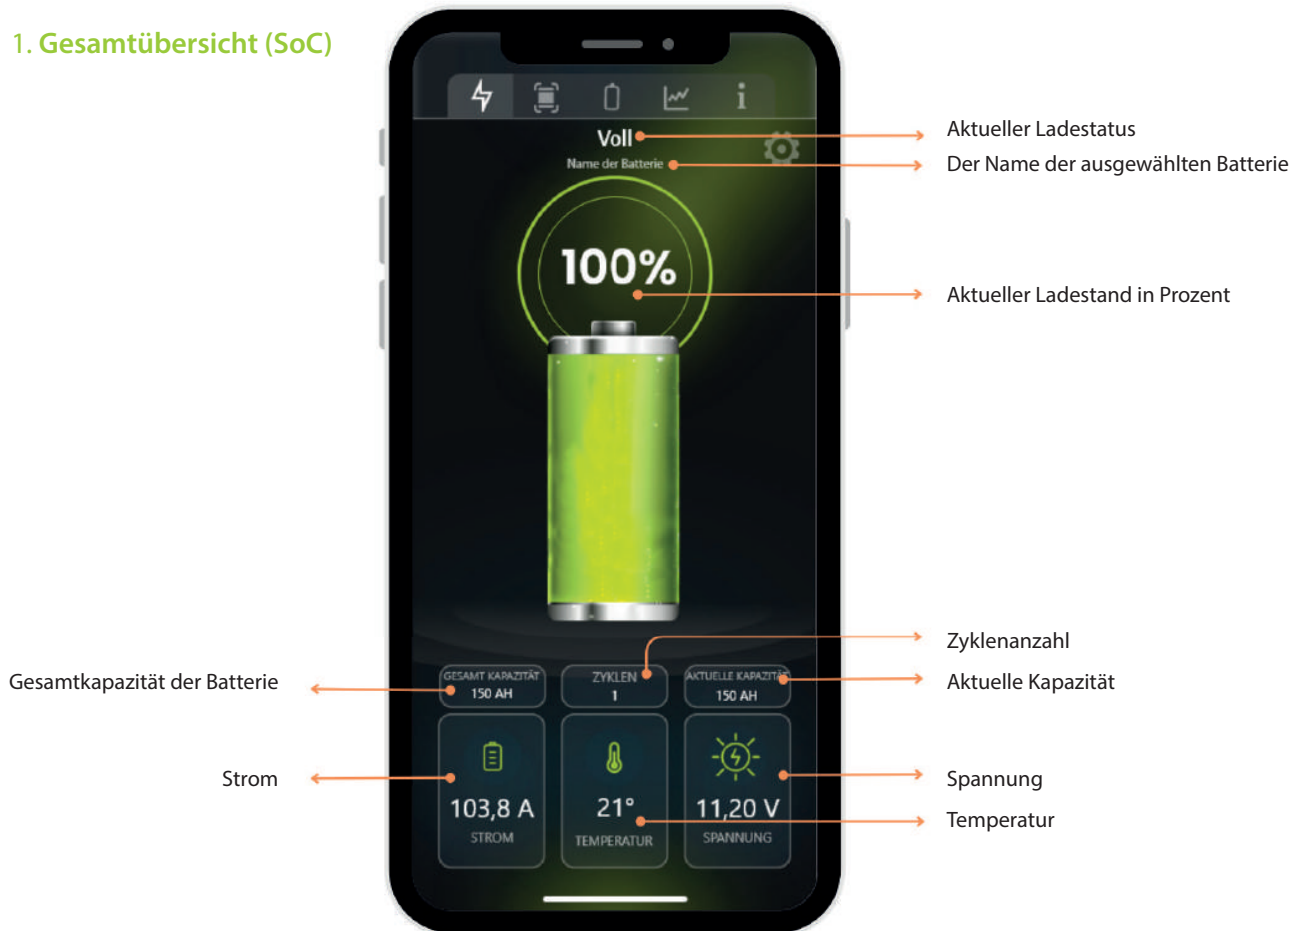 1. Gesamtübersicht (SoC)
Voll
Name der Batterie
100%
GESAMT KAPAZITÄT
150 AH
ZYKLEN
1
AKTUELLE KAPAZITÄT
150 AH
103,8 A
STROM
21°
TEMPERATUR
11,20 V
SPANNUNG
Aktueller Ladestatus
Der Name der ausgewählten Batterie
Aktueller Ladestand in Prozent
Zyklenanzahl
Aktuelle Kapazität
Spannung
Temperatur
Gesamtkapazität der Batterie
Strom